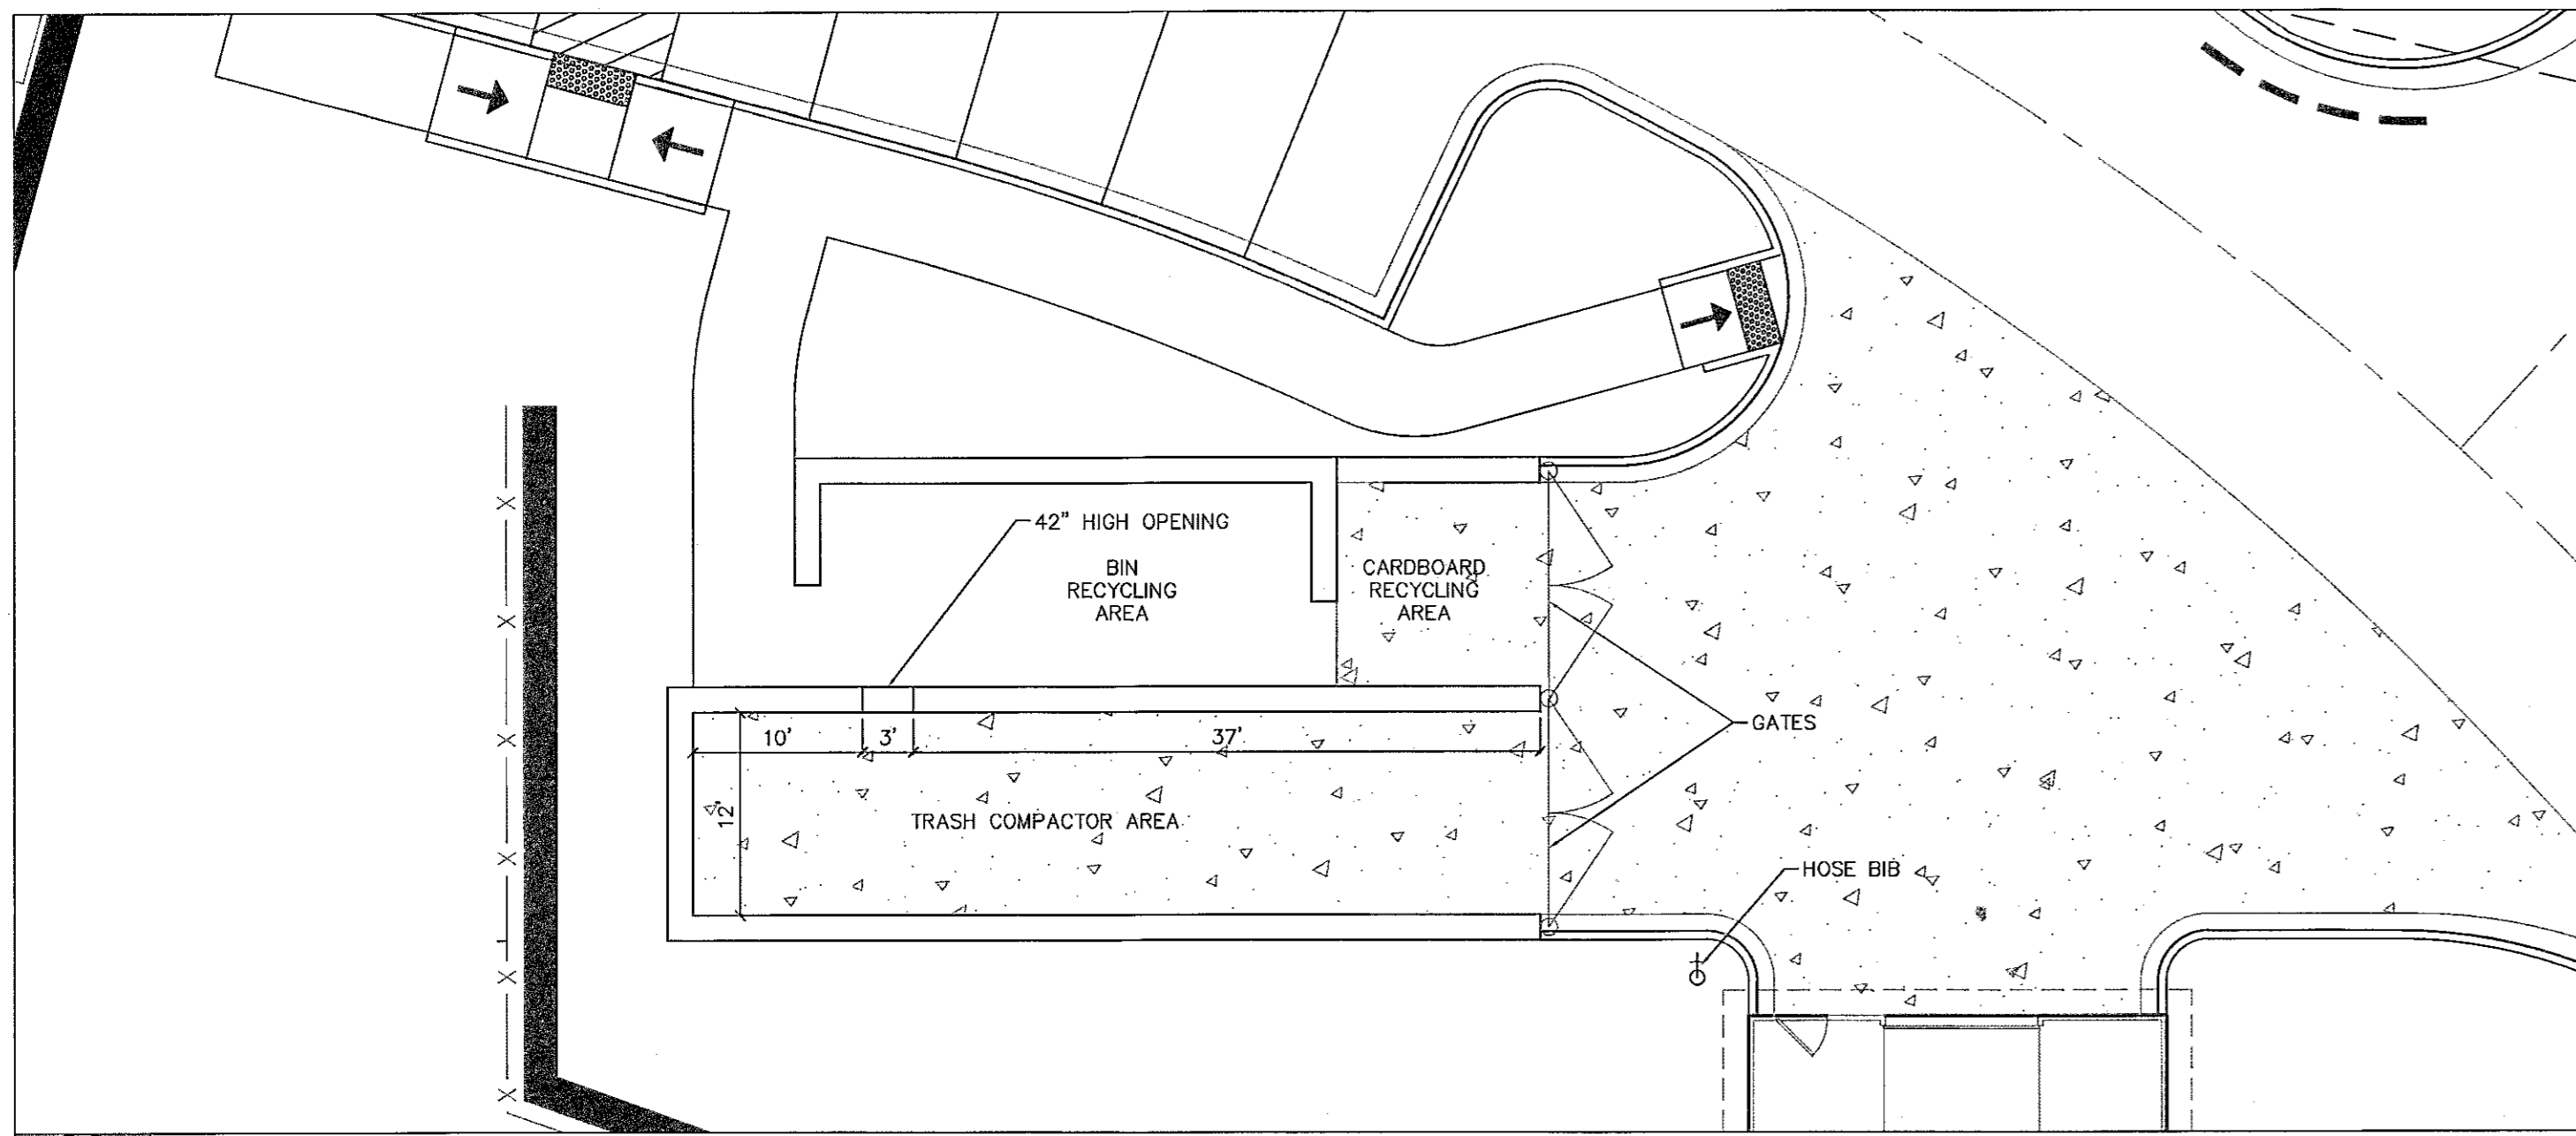 42" HIGH OPENING
BIN
RECYCLING
AREA
CARDBOARD
RECYCLING
AREA
GATES
10'
3'
37'
12'
TRASH COMPACTOR AREA
HOSE BIB
X
X
X
X
X
X